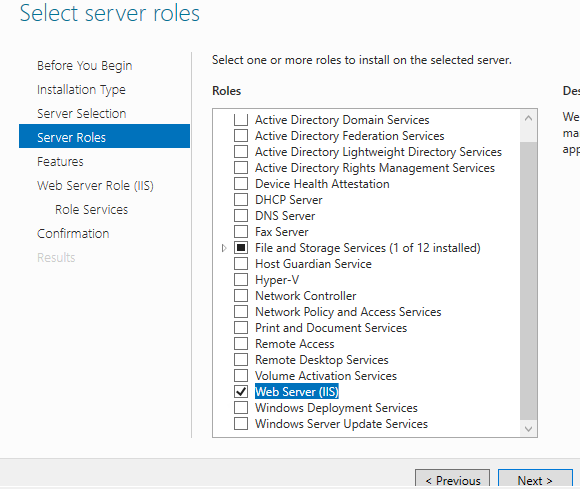 Select server roles
Before You Begin
Installation Type
Server Selection
Server Roles
Features
Web Server Role (IIS)
Role Services
Confirmation
Results
Select one or more roles to install on the selected server.
Roles
Active Directory Domain Services
Active Directory Federation Services
Active Directory Lightweight Directory Services
Active Directory Rights Management Services
Device Health Attestation
DHCP Server
DNS Server
Fax Server
File and Storage Services (1 of 12 installed)
Host Guardian Service
Hyper-V
Network Controller
Network Policy and Access Services
Print and Document Services
Remote Access
Remote Desktop Services
Volume Activation Services
Web Server (IIS)
Windows Deployment Services
Windows Server Update Services
Des
We
ma
app
< Previous
Next >